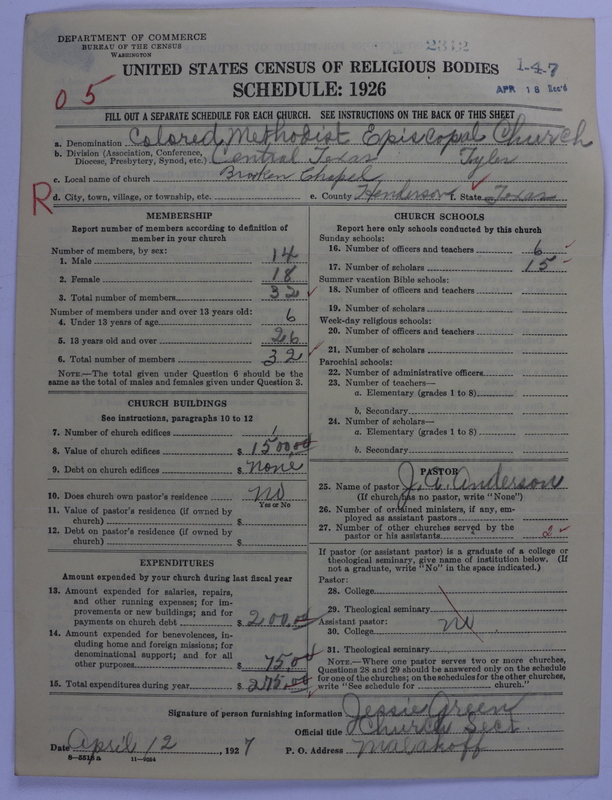 DEPARTMENT OF COMMERCE
BUREAU OF THE CENSUS
WASHINGTON
2312
1-4-7
UNITED STATES CENSUS OF RELIGIOUS BODIES
SCHEDULE: 1926
APR 18 Rec'd
05
FILL OUT A SEPARATE SCHEDULE FOR EACH CHURCH. SEE INSTRUCTIONS ON THE BACK OF THIS SHEET
a. Denomination Colored Methodist Episcopal Church
b. Division (Association, Conference, Diocese, Presbytery, Synod, etc.) Central Texas Tyler
c. Local name of church Chapel
R
d. City, town, village, or township, etc. e. County Henderson f. State Texas
MEMBERSHIP
Report number of members according to definition of
member in your church
Number of members, by sex:
1. Male 14
2. Female 18
3. Total number of members 32
Number of members under and over 13 years old:
4. Under 13 years of age 6
5. 13 years old and over 26
6. Total number of members 32
NOTE.—The total given under Question 6 should be
same as the total of males and females given under Question 3.
CHURCH BUILDINGS
See instructions, paragraphs 10 to 12
7. Number of church edifices 1
8. Value of church edifices $ 1500.00
9. Debt on church edifices $ None
10. Does church own pastor's residence no
Yes or No
11. Value of pastor's residence (if owned by
church) $
12. Debt on pastor's residence (if owned by
church) $
EXPENDITURES
Amount expended by your church during last fiscal year
13. Amount expended for salaries, repairs,
and other running expenses; for im-
provements or new buildings; and for
payments on church debt $ 200.00
14. Amount expended for benevolences, in-
cluding home and foreign missions; for
denominational support; and for all
other purposes $ 75.00
15. Total expenditures during year $ 275.00
CHURCH SCHOOLS
Report here only schools conducted by this church
Sunday schools:
16. Number of officers and teachers 6
17. Number of scholars 15
Summer vacation Bible schools:
18. Number of officers and teachers
19. Number of scholars
Week-day religious schools:
20. Number of officers and teachers
21. Number of scholars
Parochial schools:
22. Number of administrative officers
23. Number of teachers—
a. Elementary (grades 1 to 8)
b. Secondary
24. Number of scholars—
a. Elementary (grades 1 to 8)
b. Secondary
PASTOR
25. Name of pastor Anderson
(If church has no pastor, write "None")
26. Number of ordained ministers, if any, em-
ployed as assistant pastors
27. Number of other churches served by the
pastor or his assistants 2
If pastor (or assistant pastor) is a graduate of a college or
theological seminary, give name of institution below. (If
not a graduate, write "No" in the space indicated.)
Pastor:
28. College
29. Theological seminary
Assistant pastor: no
30. College
31. Theological seminary
NOTE.—Where one pastor serves two or more churches,
Questions 28 and 29 should be answered only on the schedule
for one of the churches; on the schedules for the other churches,
write "See schedule for church."
Signature of person furnishing information Jessie Green
Official title Church Sect.
Date April 12, 1927 P. O. Address Malakoff
11-9264